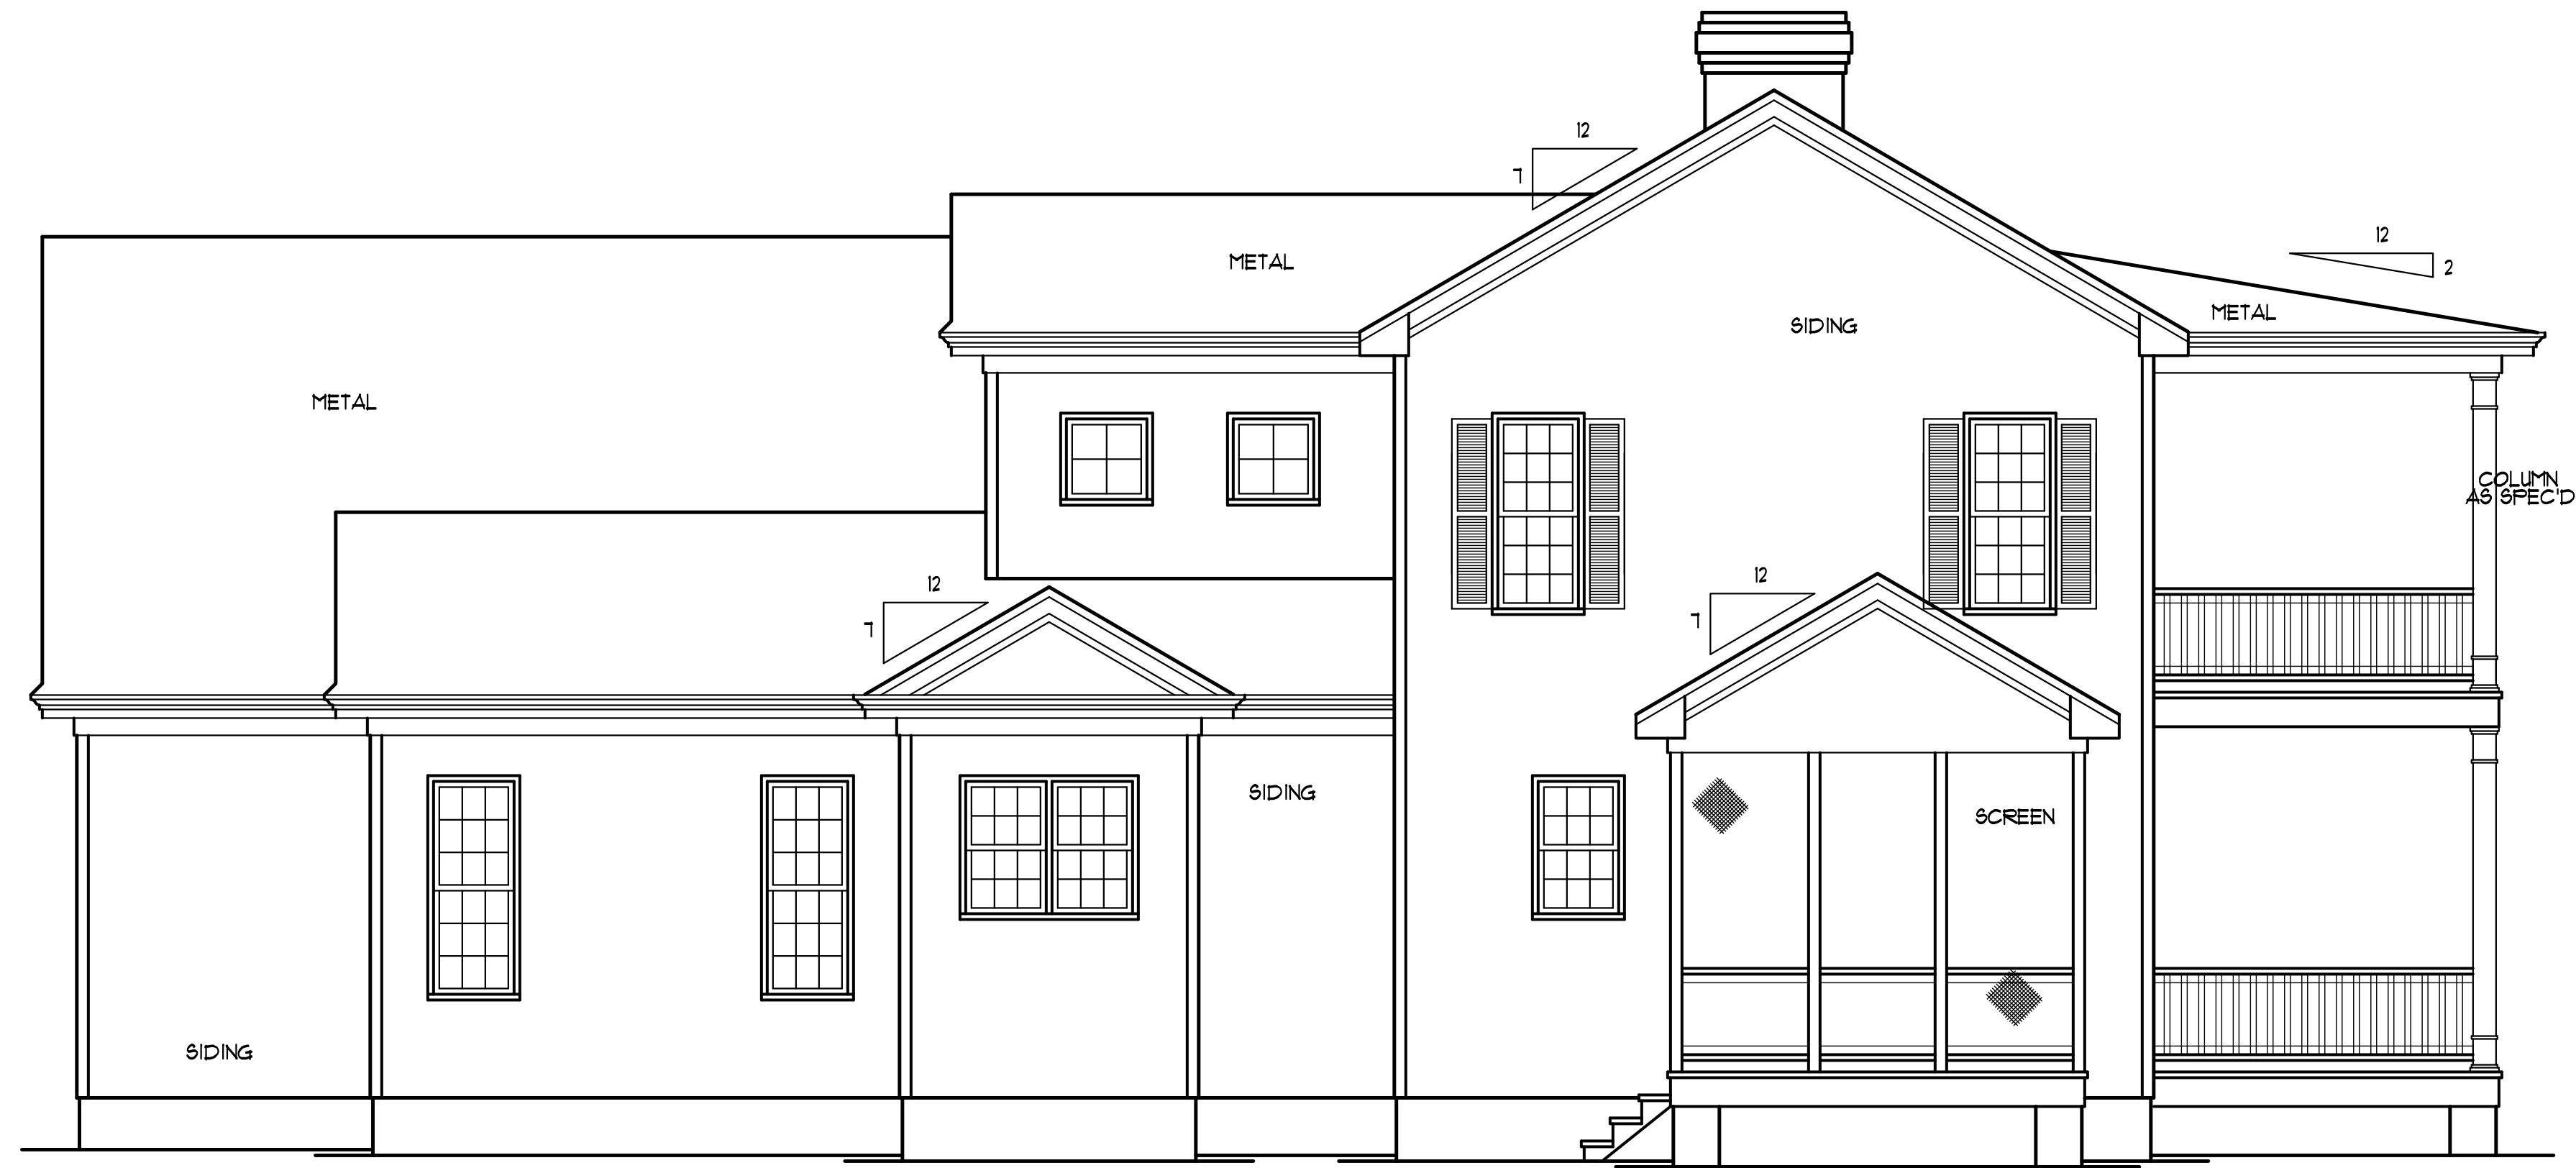 12
7
12
2
METAL
METAL
SIDING
METAL
COLUMN
AS SPEC'D
12
7
12
7
SIDING
SCREEN
SIDING